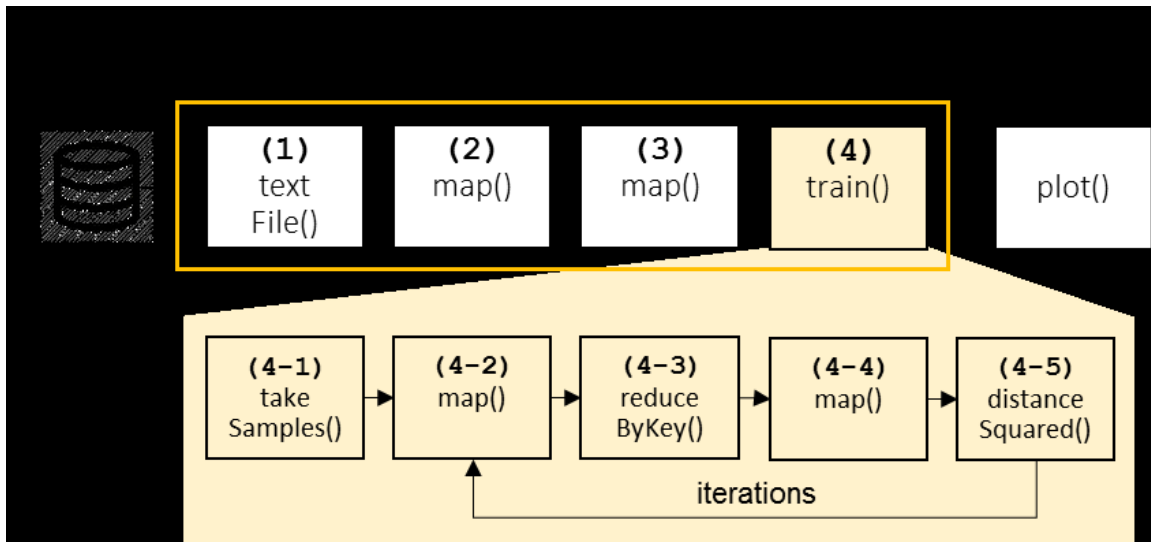 (1)
text
File()
(2)
map()
(3)
map()
(4)
train()
plot()
(4-1)
take
Samples()
(4-2)
map()
(4-3)
reduce
ByKey()
(4-4)
map()
(4-5)
distance
Squared()
iterations